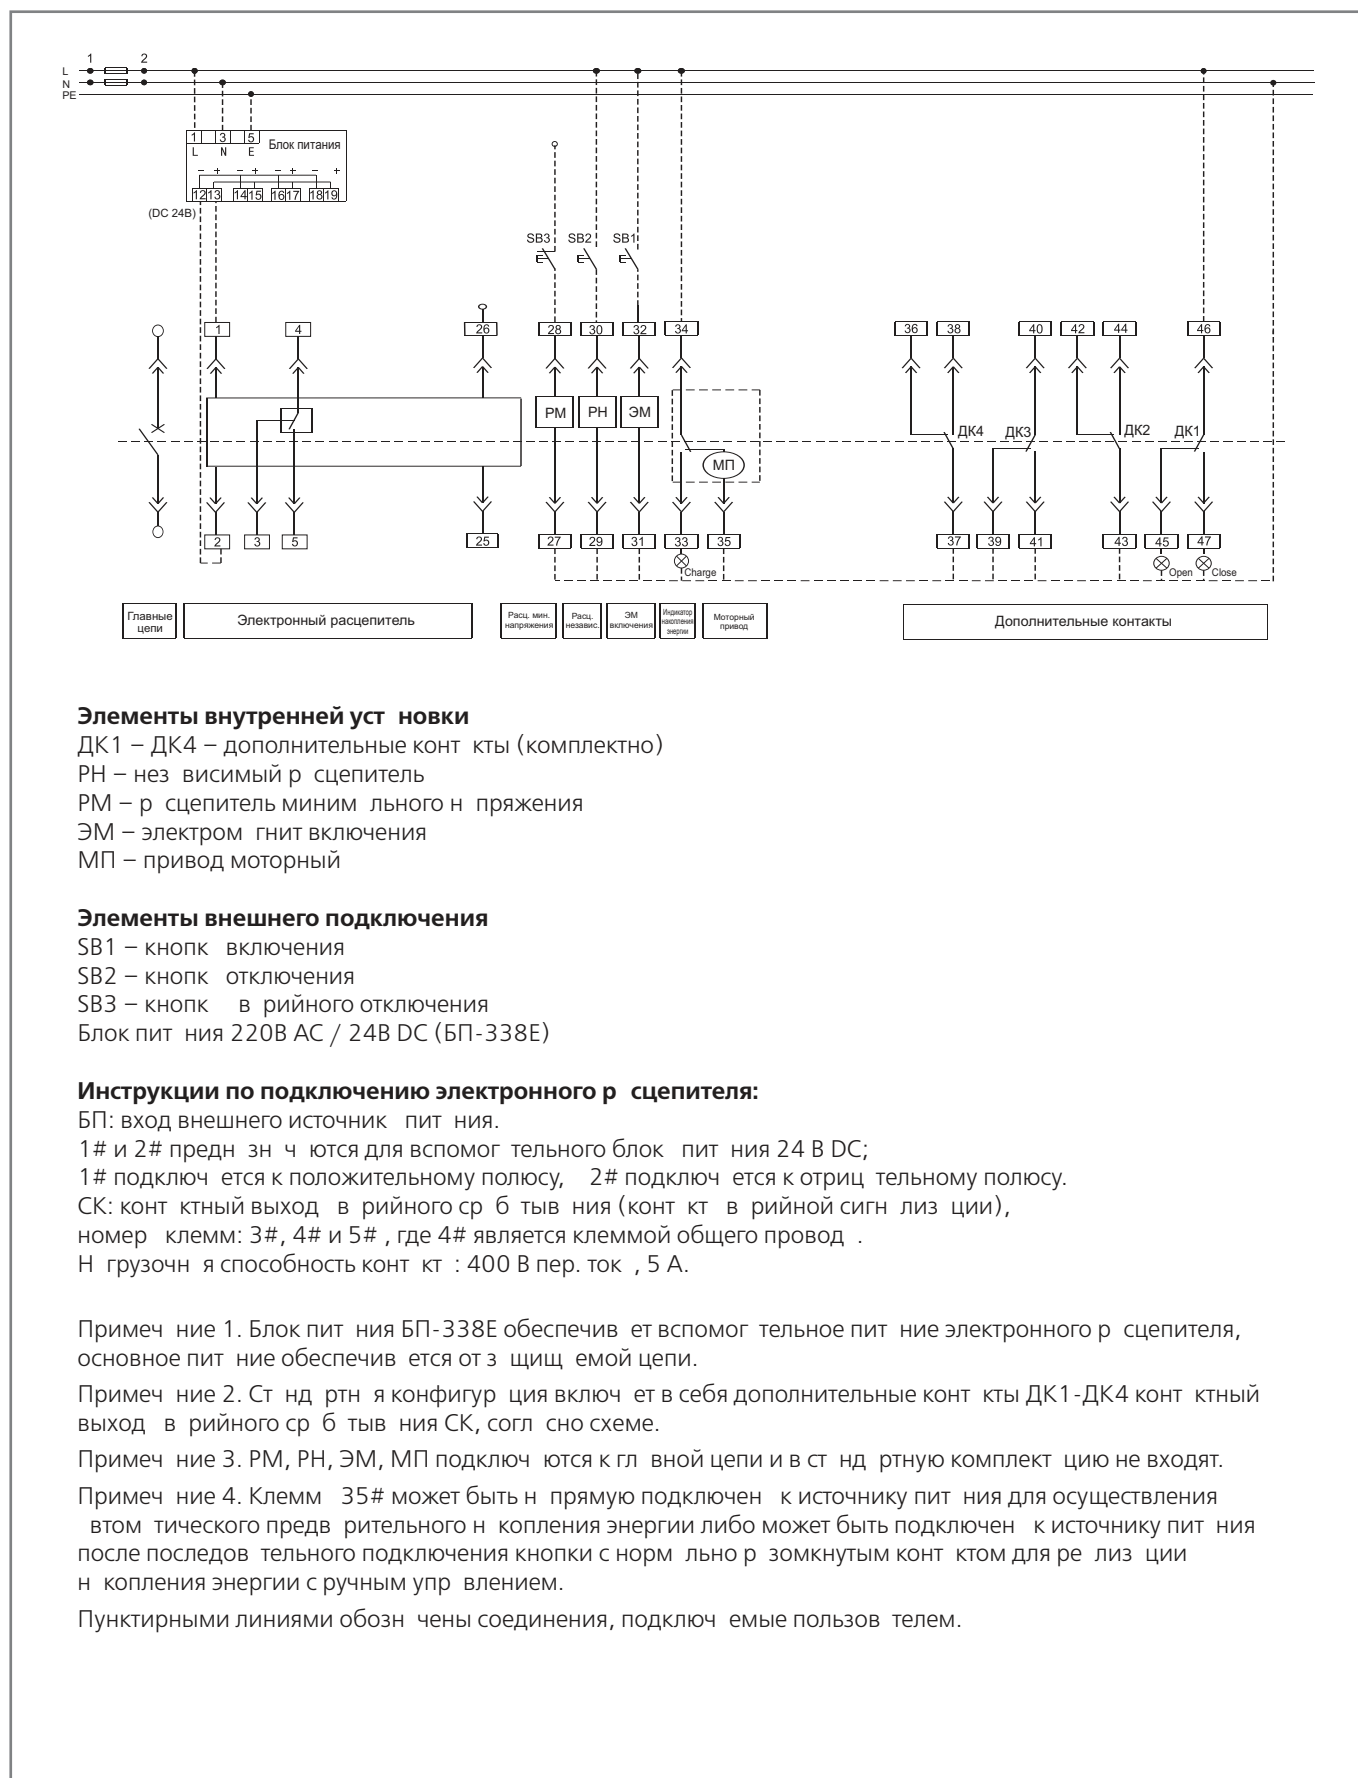 1 2
L
N
PE
1 3 5
L N E
Блок питания
– + – + – + – +
12 13 14 15 16 17 18 19
(DC 24В)
SB3 SB2 SB1
1 4 26 28 30 32 34 36 38 40 42 44 46
РМ РН ЭМ
ДК4 ДК3 ДК2 ДК1
МП
2 3 5 25 27 29 31 33 35 37 39 41 43 45 47
Charge Open Close
Главные
цепи
Электронный расцепитель
Расц. мин.
напряжения
Расц.
независ.
ЭМ
включения
Индикатор
накопления
энергии
Моторный
привод
Дополнительные контакты
Элементы внутренней уст новки
ДК1 – ДК4 – дополнительные конт кты (комплектно)
РН – нез висимый р сцепитель
РМ – р сцепитель миним льного н пряжения
ЭМ – электром гнит включения
МП – привод моторный
Элементы внешнего подключения
SB1 – кнопк включения
SB2 – кнопк отключения
SB3 – кнопк в рийного отключения
Блок пит ния 220В AC / 24В DC (БП-338Е)
Инструкции по подключению электронного р сцепителя:
БП: вход внешнего источник пит ния.
1# и 2# предн зн ч ются для вспомог тельного блок пит ния 24 В DC;
1# подключ ется к положительному полюсу, 2# подключ ется к отриц тельному полюсу.
СК: конт ктный выход в рийного ср б тыв ния (конт кт в рийной сигн лиз ции),
номер клемм: 3#, 4# и 5# , где 4# является клеммой общего провод .
Н грузочн я способность конт кт : 400 В пер. ток , 5 А.
Примеч ние 1. Блок пит ния БП-338Е обеспечив ет вспомог тельное пит ние электронного р сцепителя,
основное пит ние обеспечив ется от з щищ емой цепи.
Примеч ние 2. Ст нд ртн я конфигур ция включ ет в себя дополнительные конт кты ДК1-ДК4 конт ктный
выход в рийного ср б тыв ния СК, согл сно схеме.
Примеч ние 3. РМ, РН, ЭМ, МП подключ ются к гл вной цепи и в ст нд ртную комплект цию не входят.
Примеч ние 4. Клемм 35# может быть н прямую подключен к источнику пит ния для осуществления
втом тического предв рительного н копления энергии либо может быть подключен к источнику пит ния
после последов тельного подключения кнопки с норм льно р зомкнутым конт ктом для ре лиз ции
н копления энергии с ручным упр влением.
Пунктирными линиями обозн чены соединения, подключ емые пользов телем.